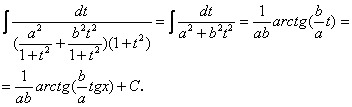 ∫ dt / ((a²/(1+t²) + b²t²/(1+t²))(1+t²)) = ∫ dt / (a²+b²t²) = 1/(ab) arctg(b/a t) =
= 1/(ab) arctg(b/a tgx) + C.